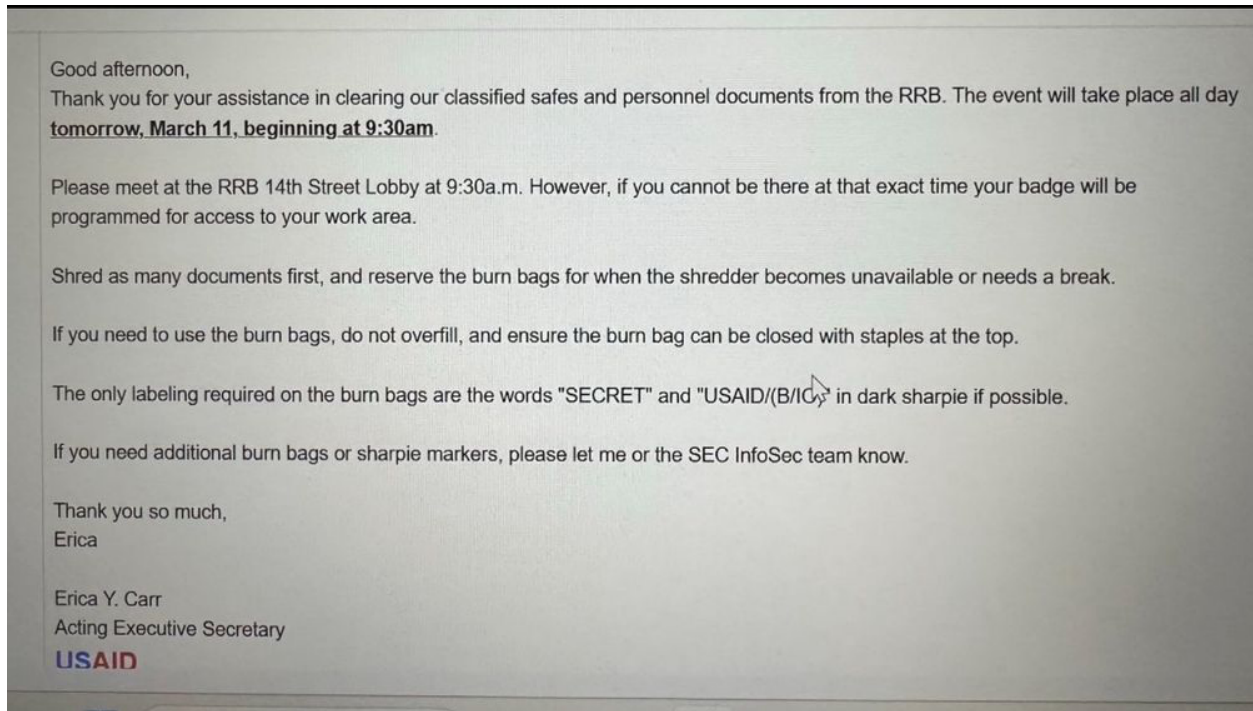 Good afternoon,
Thank you for your assistance in clearing our classified safes and personnel documents from the RRB. The event will take place all day
tomorrow, March 11, beginning at 9:30am.
Please meet at the RRB 14th Street Lobby at 9:30a.m. However, if you cannot be there at that exact time your badge will be
programmed for access to your work area.
Shred as many documents first, and reserve the burn bags for when the shredder becomes unavailable or needs a break.
If you need to use the burn bags, do not overfill, and ensure the burn bag can be closed with staples at the top.
The only labeling required on the burn bags are the words "SECRET" and in dark sharpie if possible.
If you need additional burn bags or sharpie markers, please let me or the SEC InfoSec team know.
Thank you so much,
Erica
Erica Y. Carr
Acting Executive Secretary
USAID